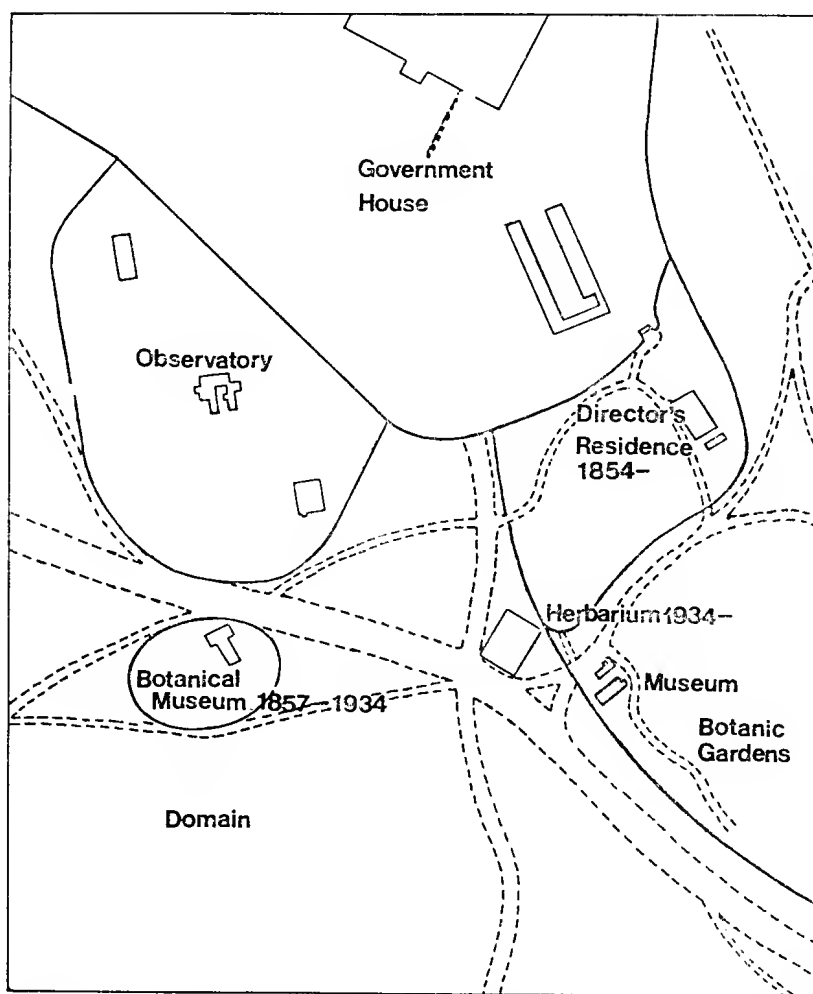 Government
House
Observatory
Director's
Residence
1854–
Herbarium 1934–
Botanical
Museum 1857–1934
Museum
Botanic
Gardens
Domain